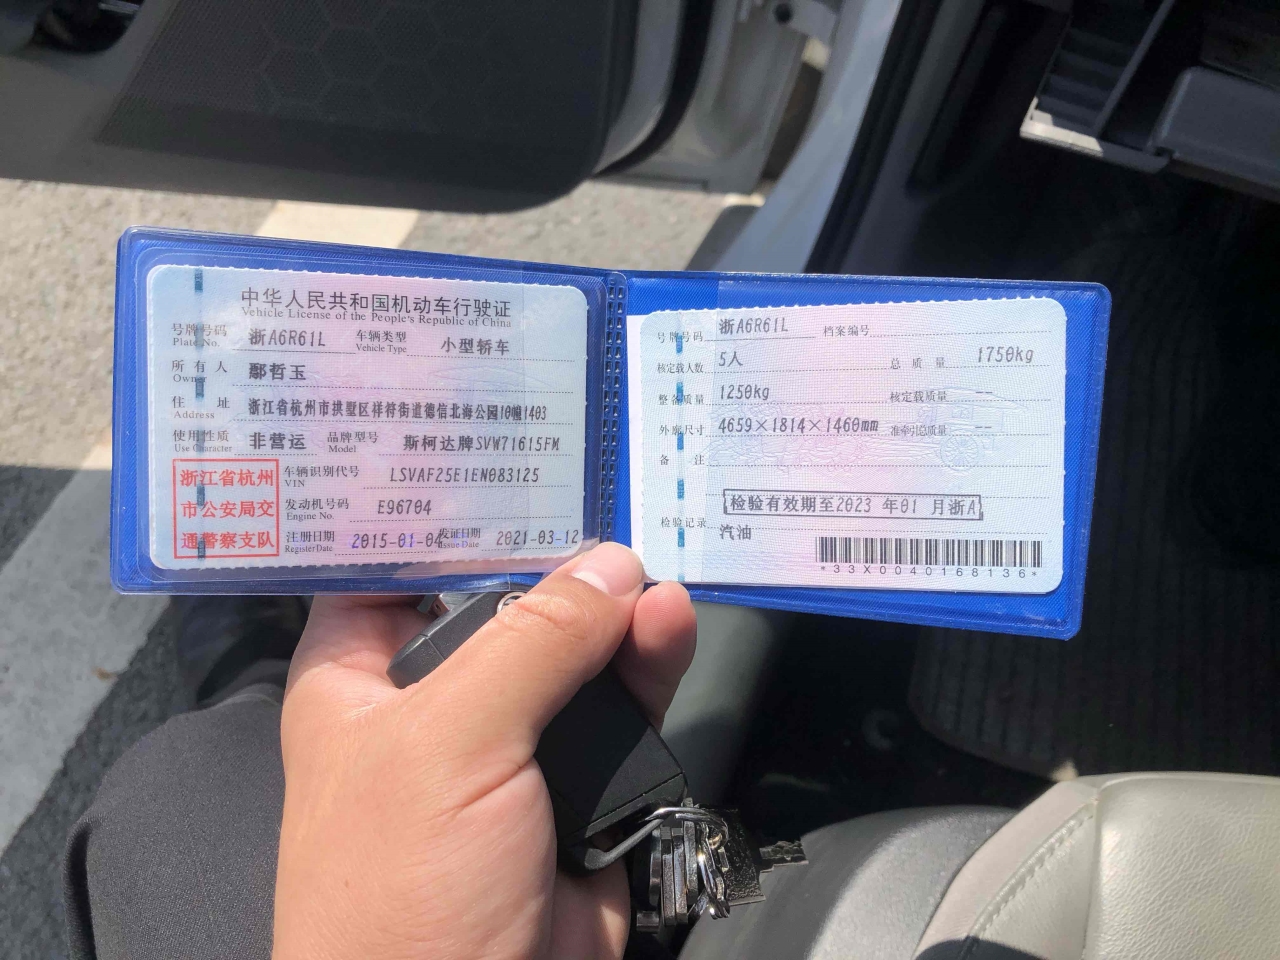 中华人民共和国机动车行驶证
Vehicle License of the People's Republic of China
号牌号码 浙A6R61L 车辆类型 小型轿车
Plate No. Vehicle Type
所有人 鄢哲玉
Owner
住址 浙江省杭州市拱墅区祥符街道德信北海公园10幢1403
Address
使用性质 非营运 品牌型号 斯柯达牌SVW71615FM
Use Character Model
浙江省杭州
市公安局交
通警察支队
车辆识别代号 LSVAF25E1EN083125
VIN
发动机号码 E96704
Engine No.
注册日期 2015-01-04 发证日期 2021-03-12
Register Date Issue Date
号牌号码 浙A6R61L 档案编号
核定载人数 5人 总质量 1750kg
整备质量 1250kg 核定载质量 --
外廓尺寸 4659×1814×1460mm 准牵引总质量 --
备注
检验有效期至2023 年01 月浙A
检验记录
汽油
*33X0040168136*